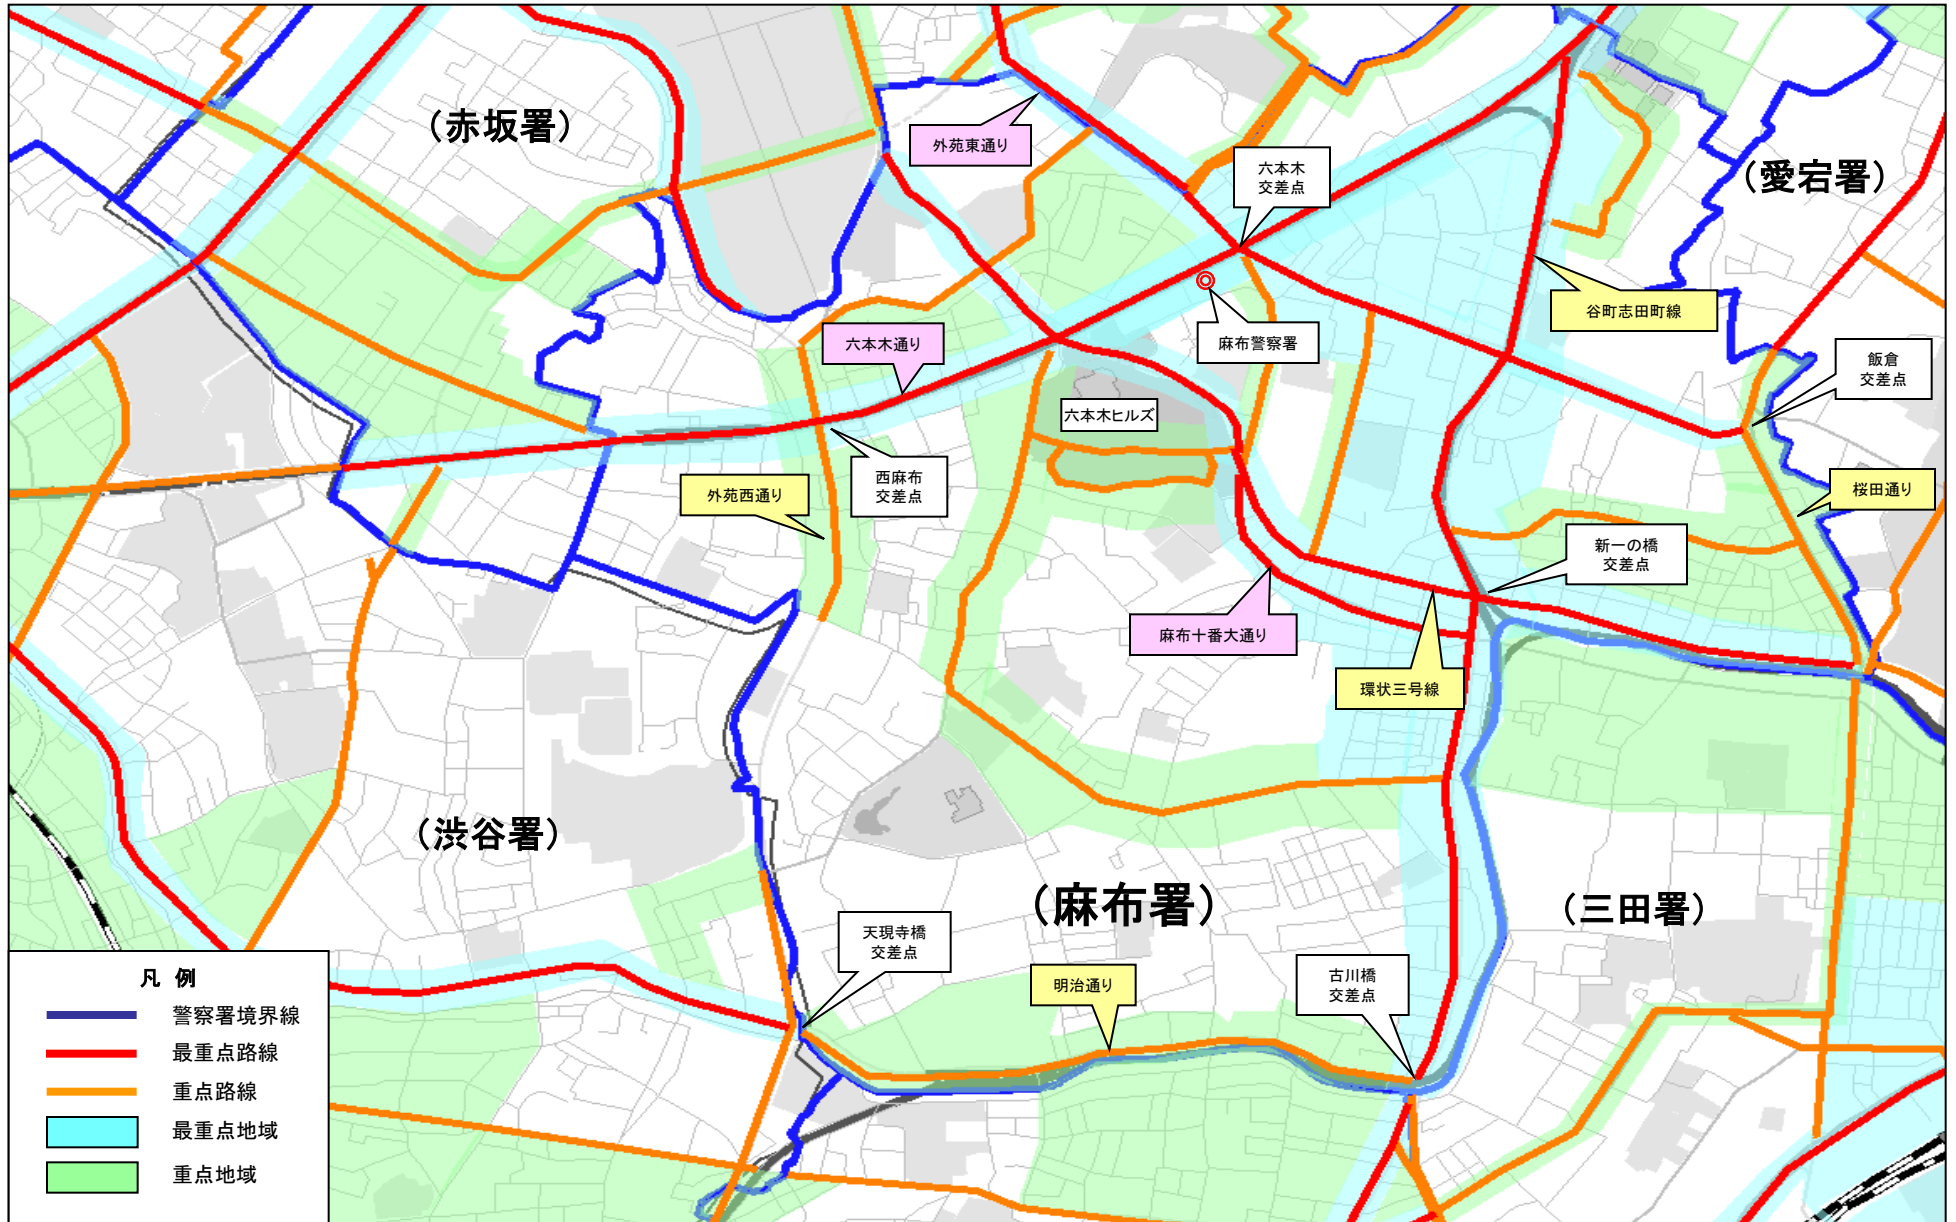 （赤坂署）
外苑東通り
六本木
交差点
（愛宕署）
谷町志田町線
六本木通り
麻布警察署
飯倉
交差点
六本木ヒルズ
外苑西通り
西麻布
交差点
桜田通り
新一の橋
交差点
麻布十番大通り
環状三号線
（渋谷署）
（麻布署）
（三田署）
天現寺橋
交差点
明治通り
古川橋
交差点
凡 例
警察署境界線
最重点路線
重点路線
最重点地域
重点地域